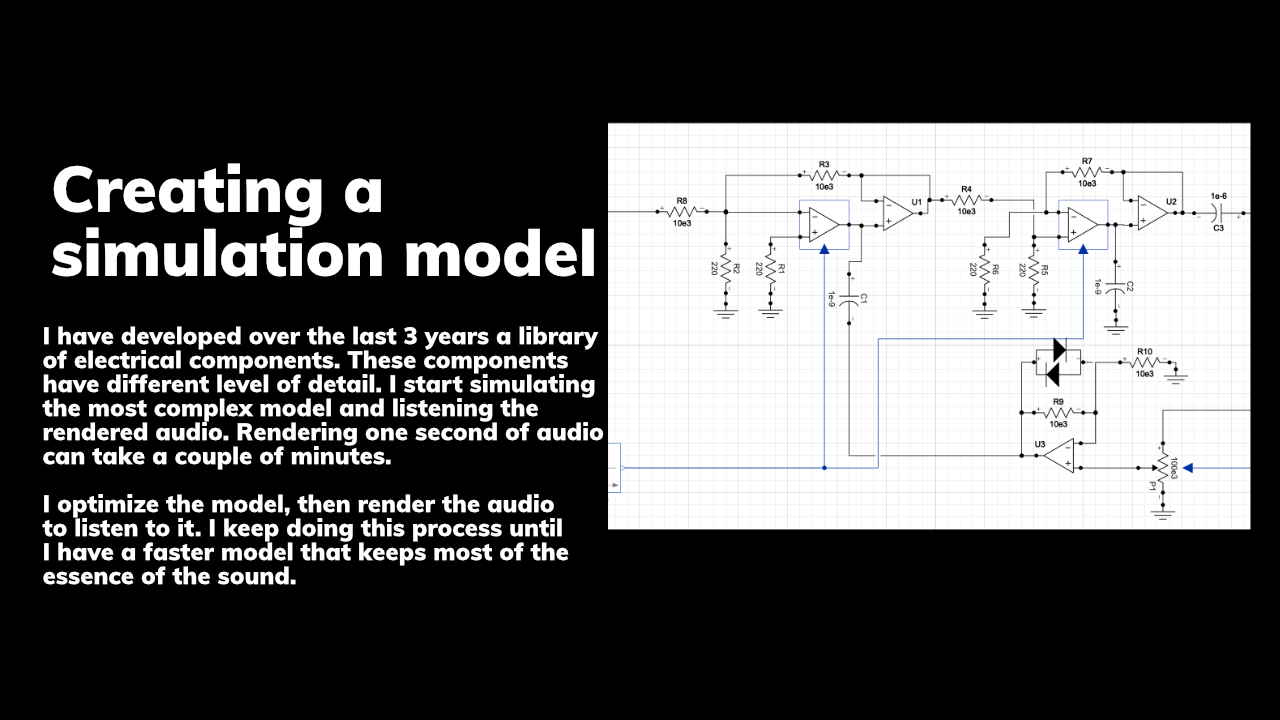 Creating a
simulation model
I have developed over the last 3 years a library
of electrical components. These components
have different level of detail. I start simulating
the most complex model and listening the
rendered audio. Rendering one second of audio
can take a couple of minutes.
I optimize the model, then render the audio
to listen to it. I keep doing this process until
I have a faster model that keeps most of the
essence of the sound.
R3
10e3
R7
10e3
R8
10e3
U1
R4
10e3
U2
1e-6
C3
R2
220
R1
220
R6
220
R5
220
1e-9
C1
1e-9
C2
R10
10e3
R9
10e3
U3
100e3
P1